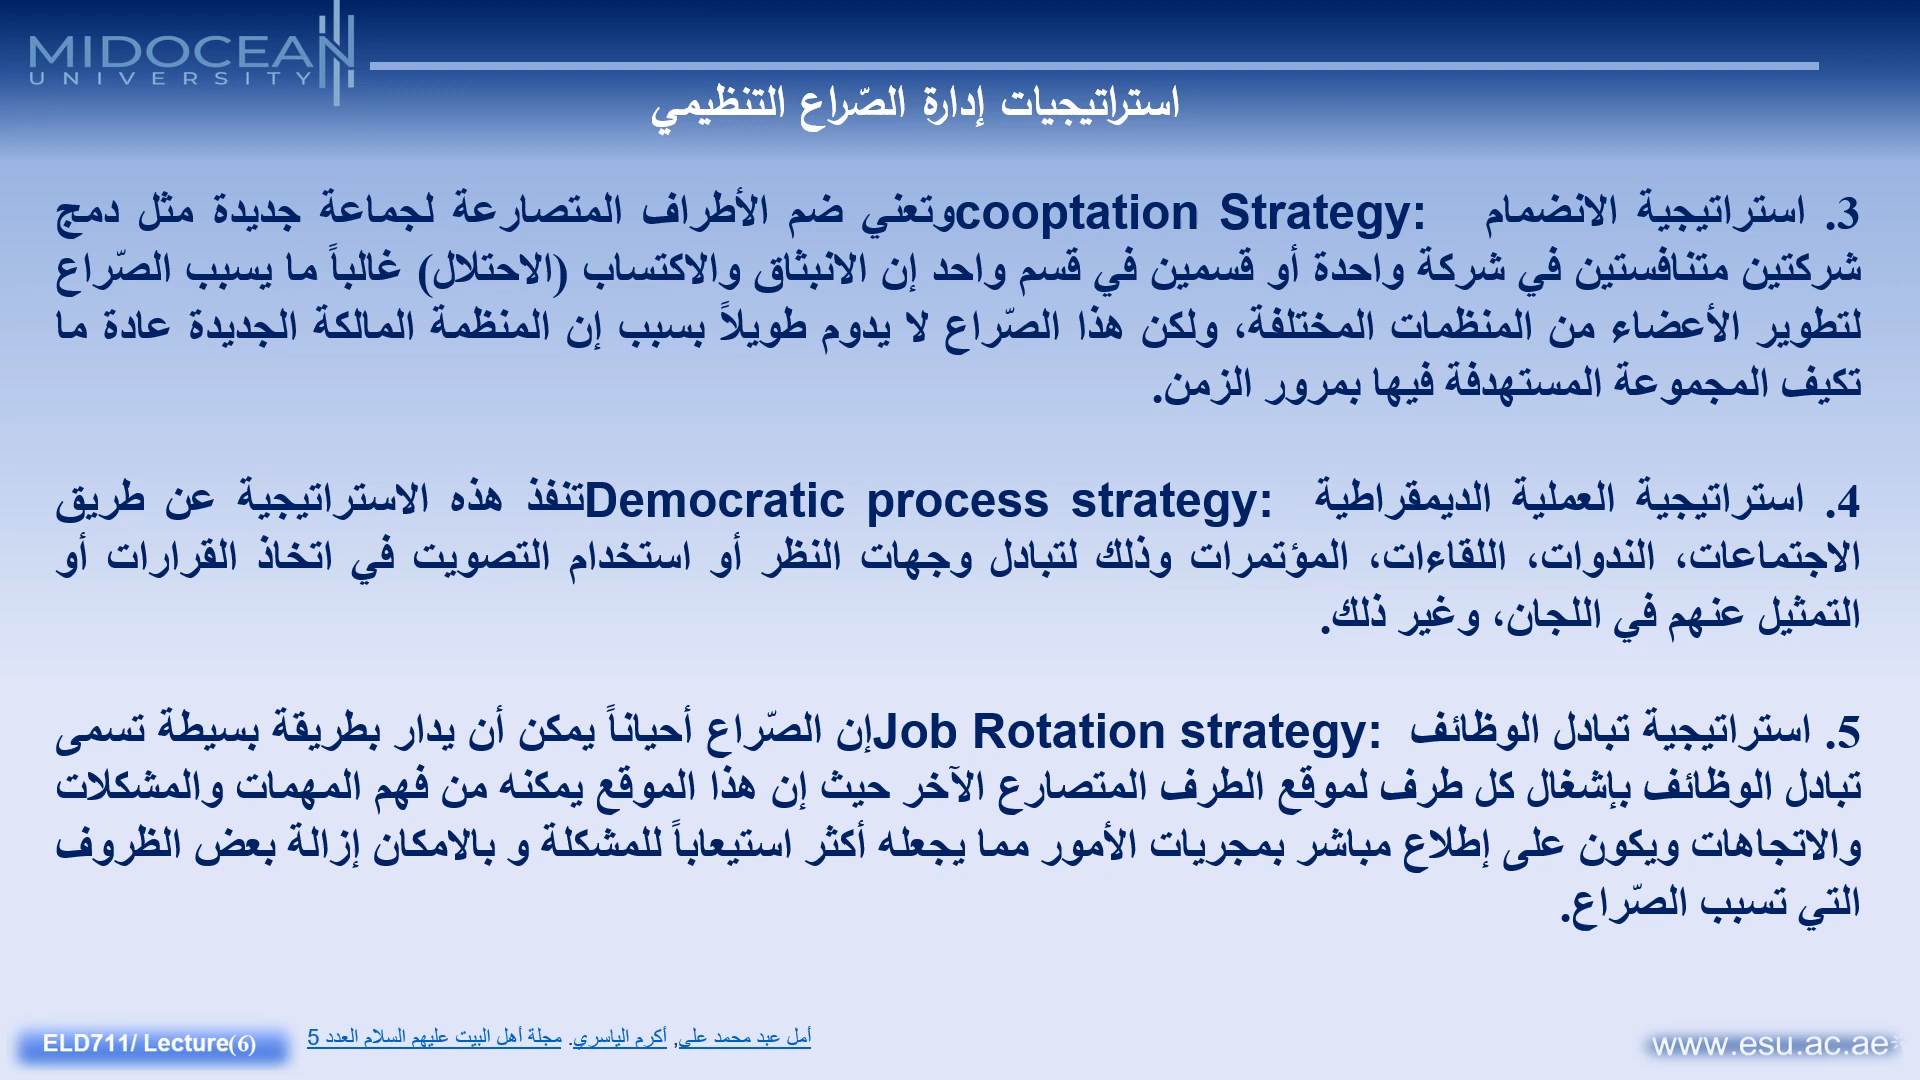 MIDOCEAN
UNIVERSITY
استراتيجيات إدارة الصّراع التنظيمي
3. استراتيجية الانضمام cooptation Strategy: وتعني ضم الأطراف المتصارعة لجماعة جديدة مثل دمج
شركتين متنافستين في شركة واحدة أو قسمين في قسم واحد إن الانبثاق والاكتساب (الاحتلال) غالباً ما يسبب الصّراع
لتطوير الأعضاء من المنظمات المختلفة، ولكن هذا الصّراع لا يدوم طويلاً بسبب إن المنظمة المالكة الجديدة عادة ما
تكيف المجموعة المستهدفة فيها بمرور الزمن.
4. استراتيجية العملية الديمقراطية Democratic process strategy: تنفذ هذه الاستراتيجية عن طريق
الاجتماعات، الندوات، اللقاءات، المؤتمرات وذلك لتبادل وجهات النظر أو استخدام التصويت في اتخاذ القرارات أو
التمثيل عنهم في اللجان، وغير ذلك.
5. استراتيجية تبادل الوظائف Job Rotation strategy: إن الصّراع أحياناً يمكن أن يدار بطريقة بسيطة تسمى
تبادل الوظائف بإشغال كل طرف لموقع الطرف المتصارع الآخر حيث إن هذا الموقع يمكنه من فهم المهمات والمشكلات
والاتجاهات ويكون على إطلاع مباشر بمجريات الأمور مما يجعله أكثر استيعاباً للمشكلة و بالامكان إزالة بعض الظروف
التي تسبب الصّراع.
ELD711/ Lecture(6)
أمل عبد محمد علي, أكرم الياسري. مجلة أهل البيت عليهم السلام العدد 5
www.esu.ac.ae